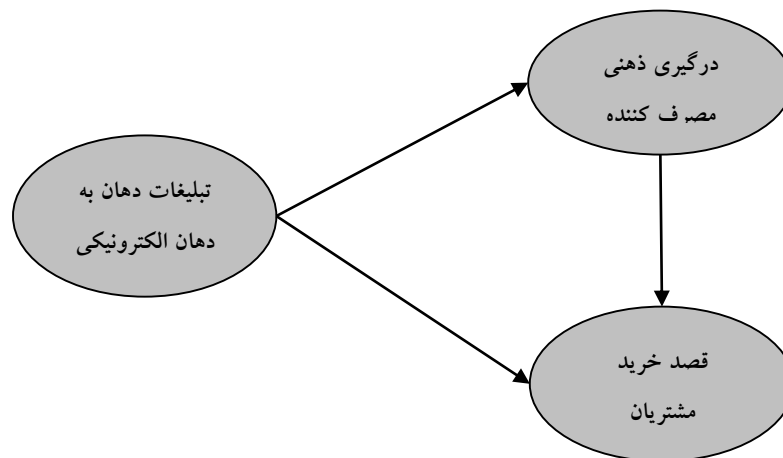 درگیری ذهنی
مصرف کننده
تبلیغات دهان به
دهان الکترونیکی
قصد خرید
مشتریان